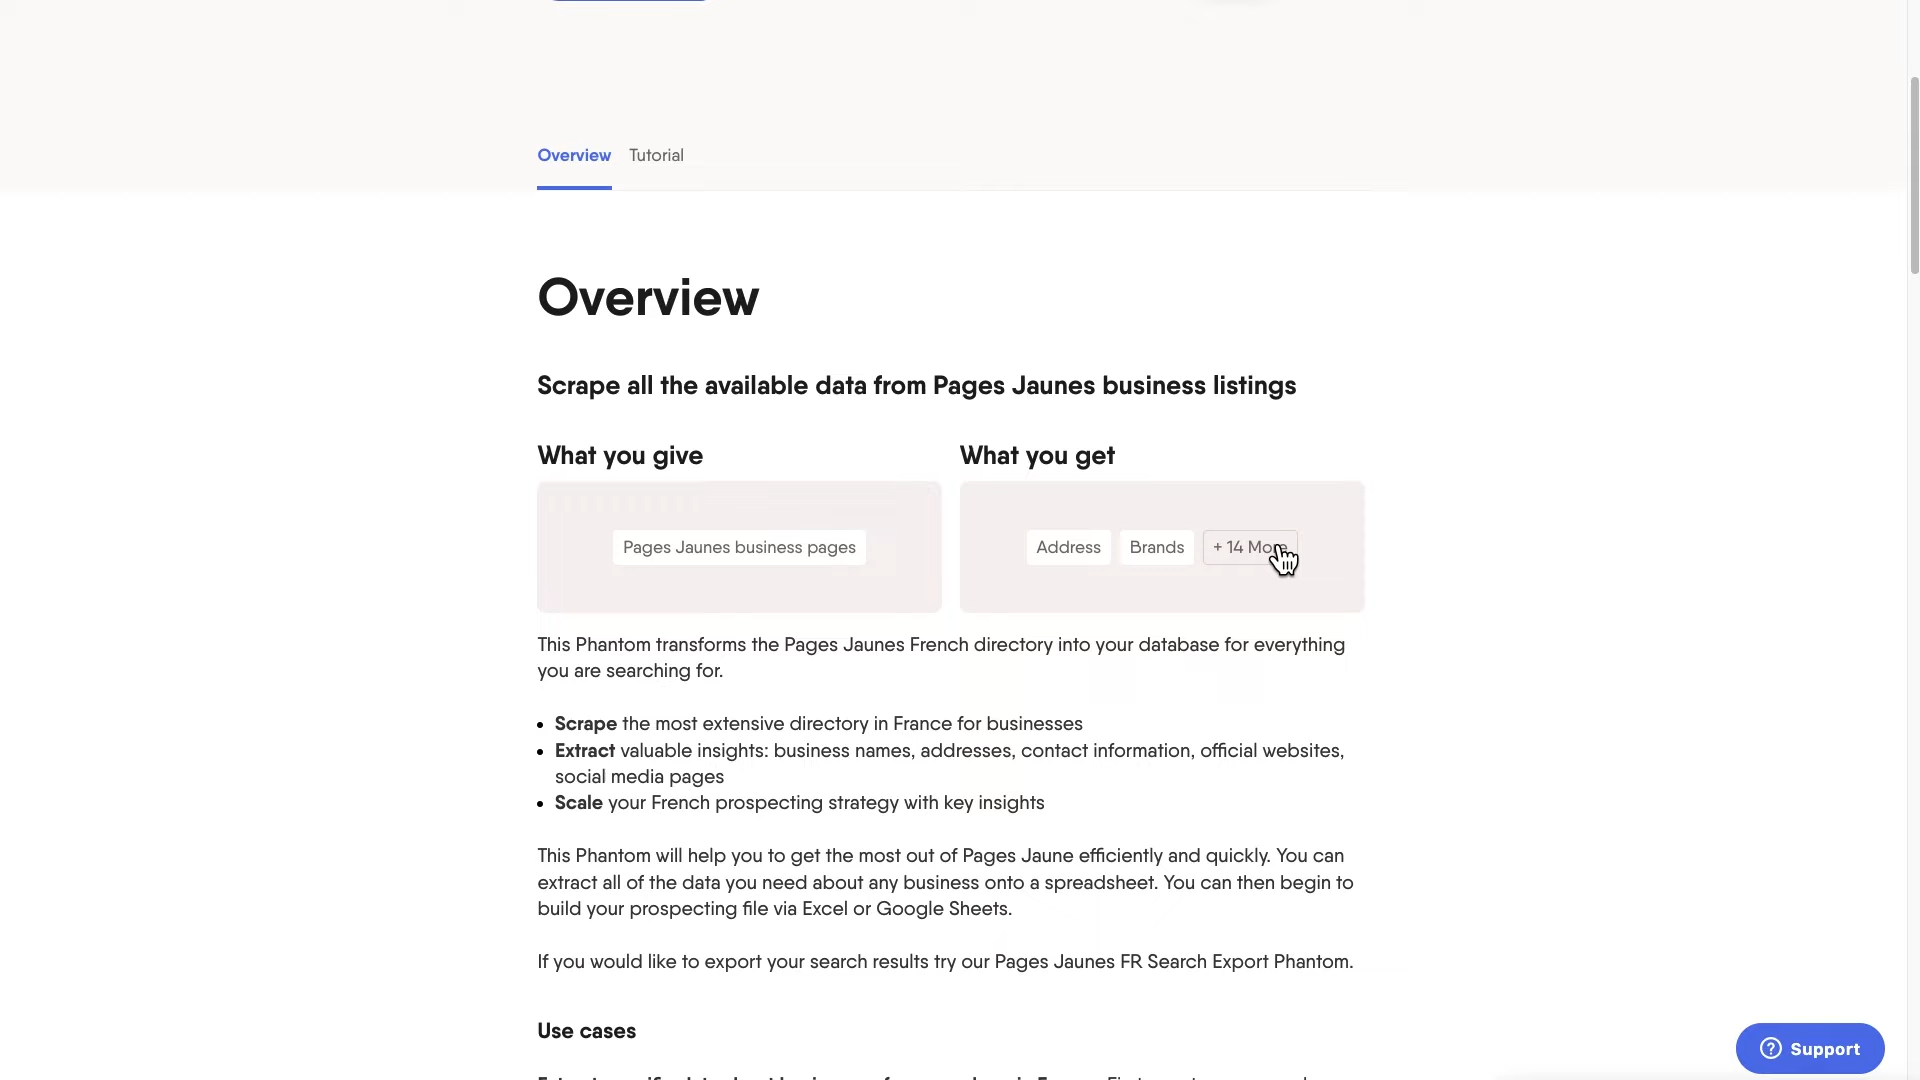 Overview Tutorial
Overview
Scrape all the available data from Pages Jaunes business listings
What you give
Pages Jaunes business pages
What you get
Address Brands + 14 More
This Phantom transforms the Pages Jaunes French directory into your database for everything
you are searching for.
• Scrape the most extensive directory in France for businesses
• Extract valuable insights: business names, addresses, contact information, official websites,
social media pages
• Scale your French prospecting strategy with key insights
This Phantom will help you to get the most out of Pages Jaune efficiently and quickly. You can
extract all of the data you need about any business onto a spreadsheet. You can then begin to
build your prospecting file via Excel or Google Sheets.
If you would like to export your search results try our Pages Jaunes FR Search Export Phantom.
Use cases
Support